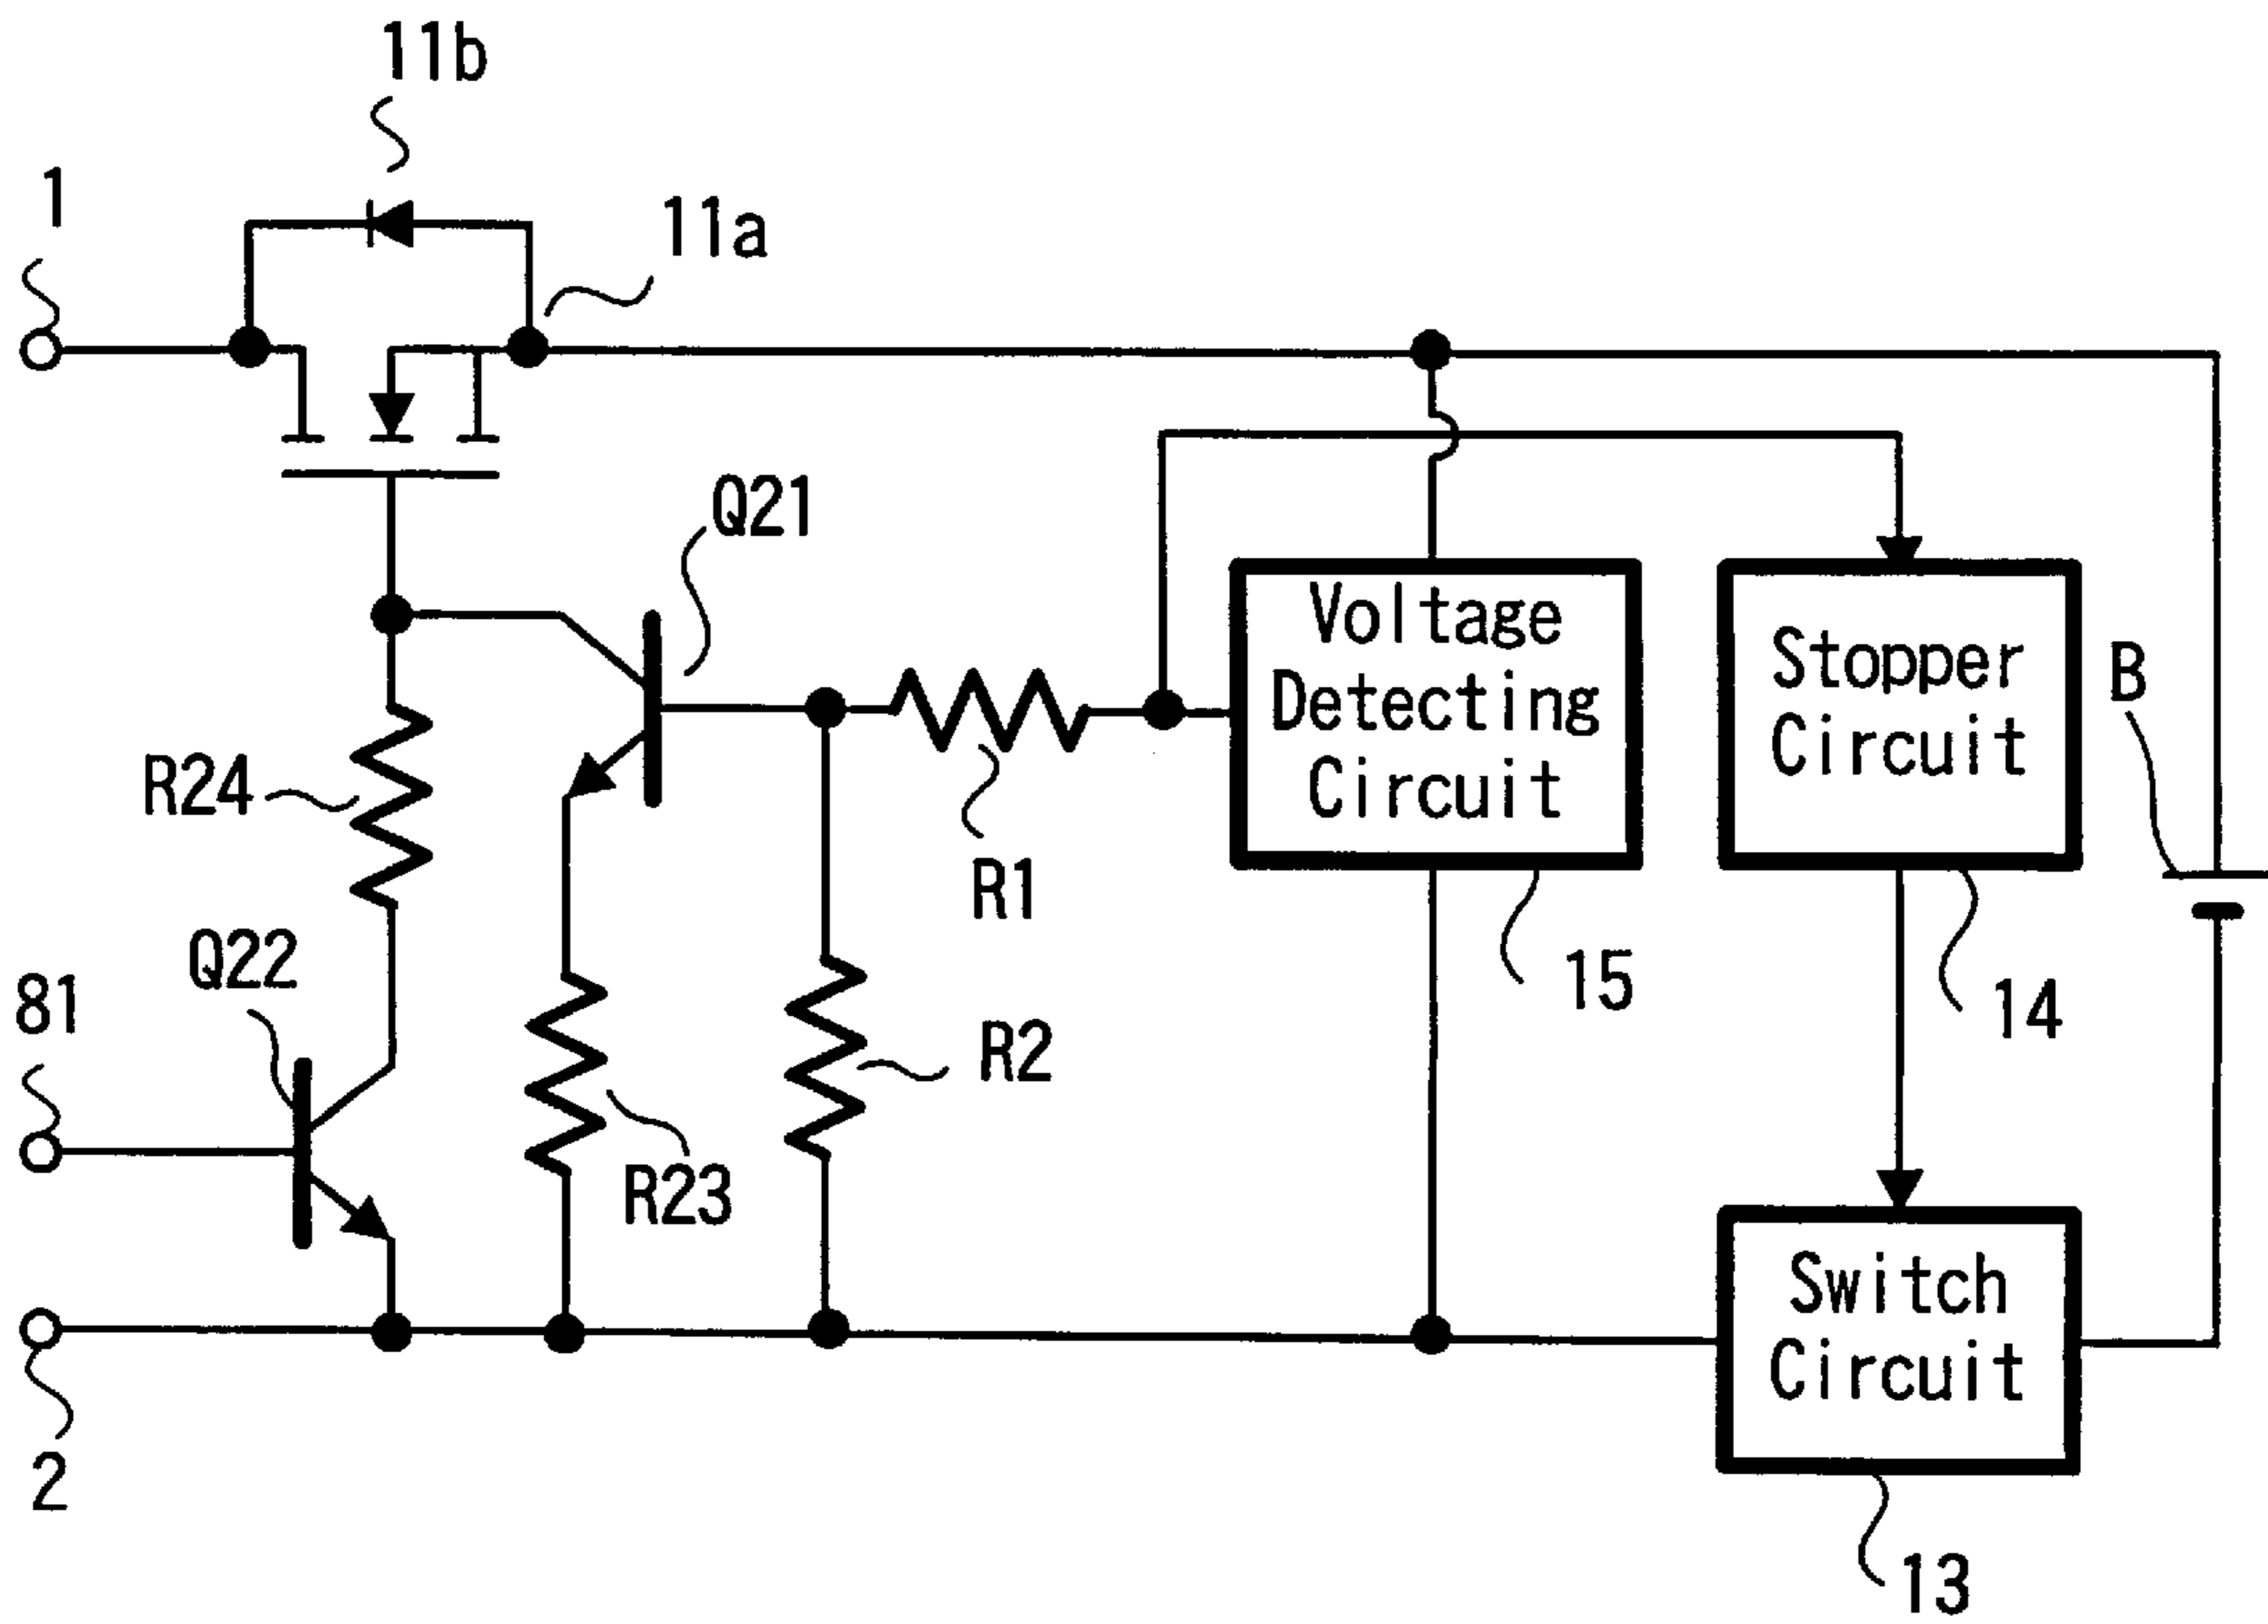 11b
1
11a
Q21
Voltage
Detecting
Circuit
Stopper
Circuit
B
R24
R1
Q22
81
15
14
R2
R23
Switch
Circuit
2
13